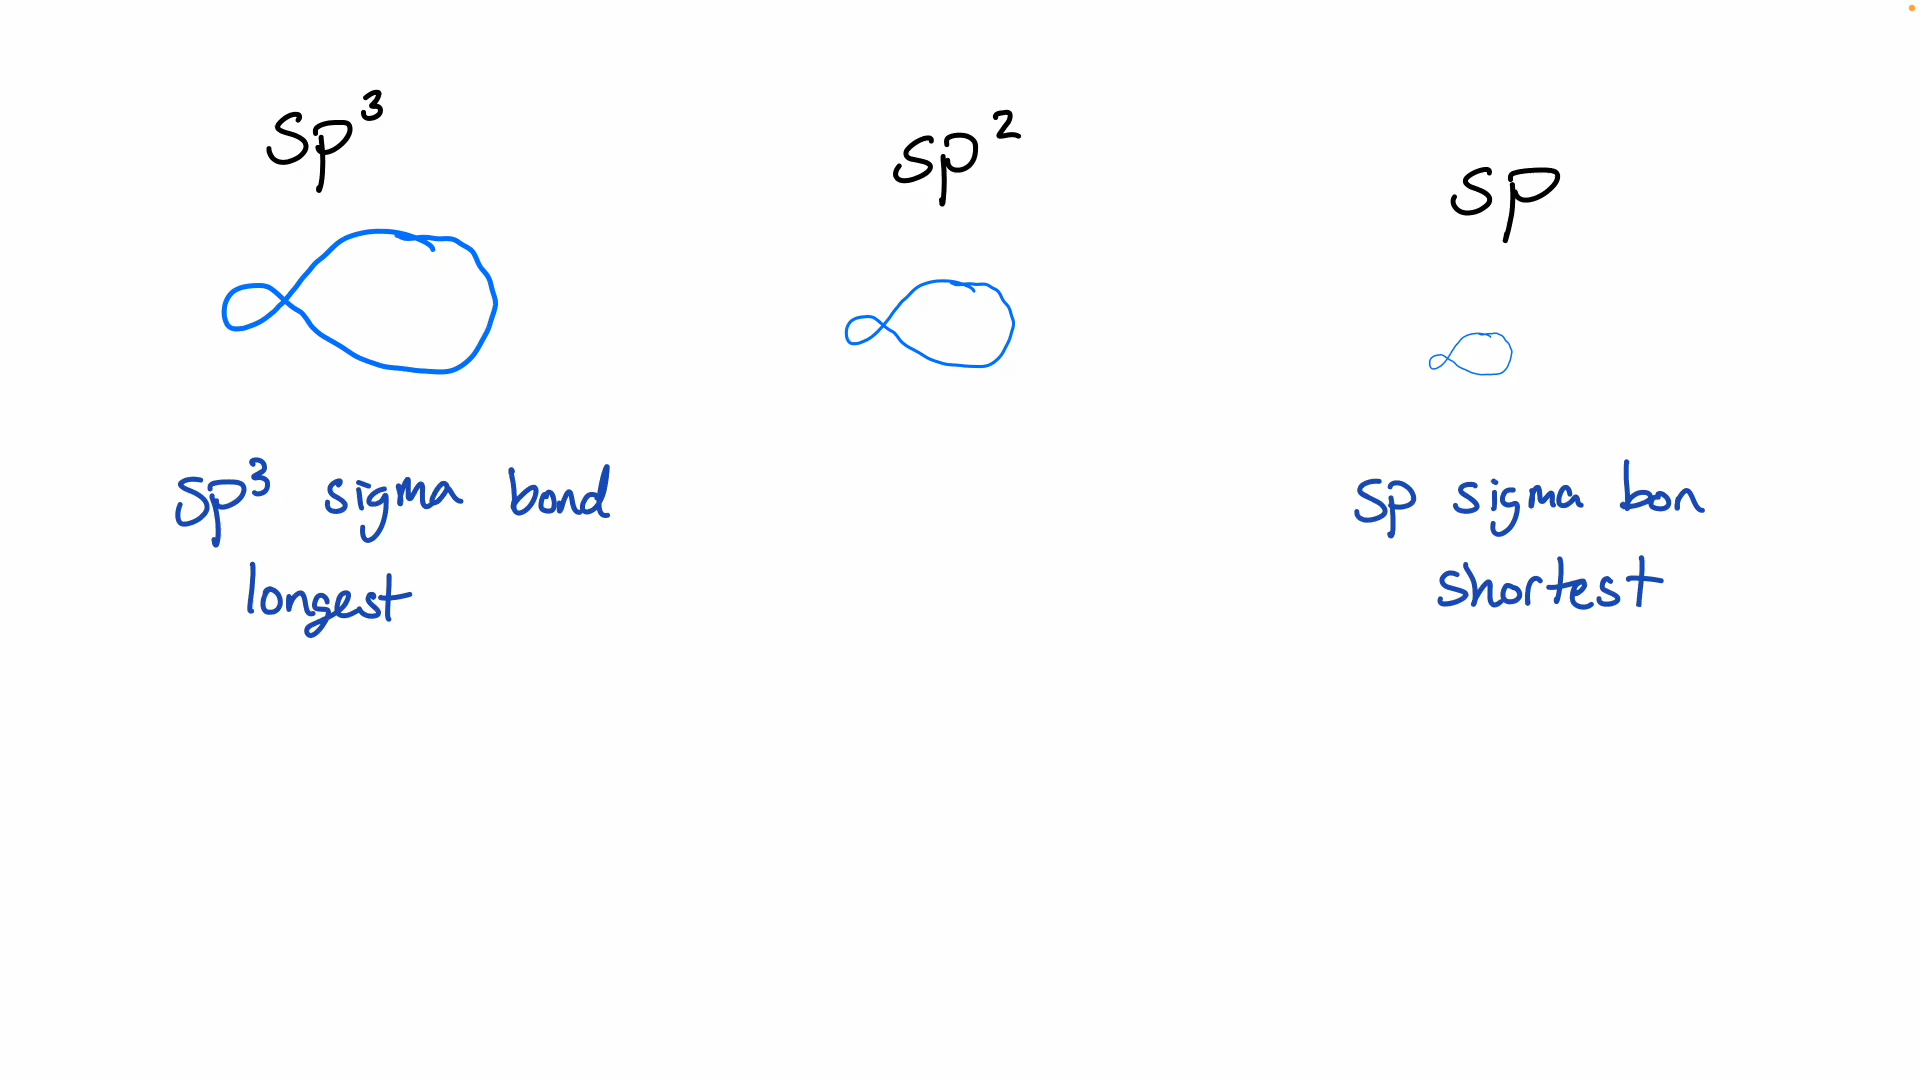 sp³
sp²
sp
sp³ sigma bond
longest
sp sigma bon
shortest